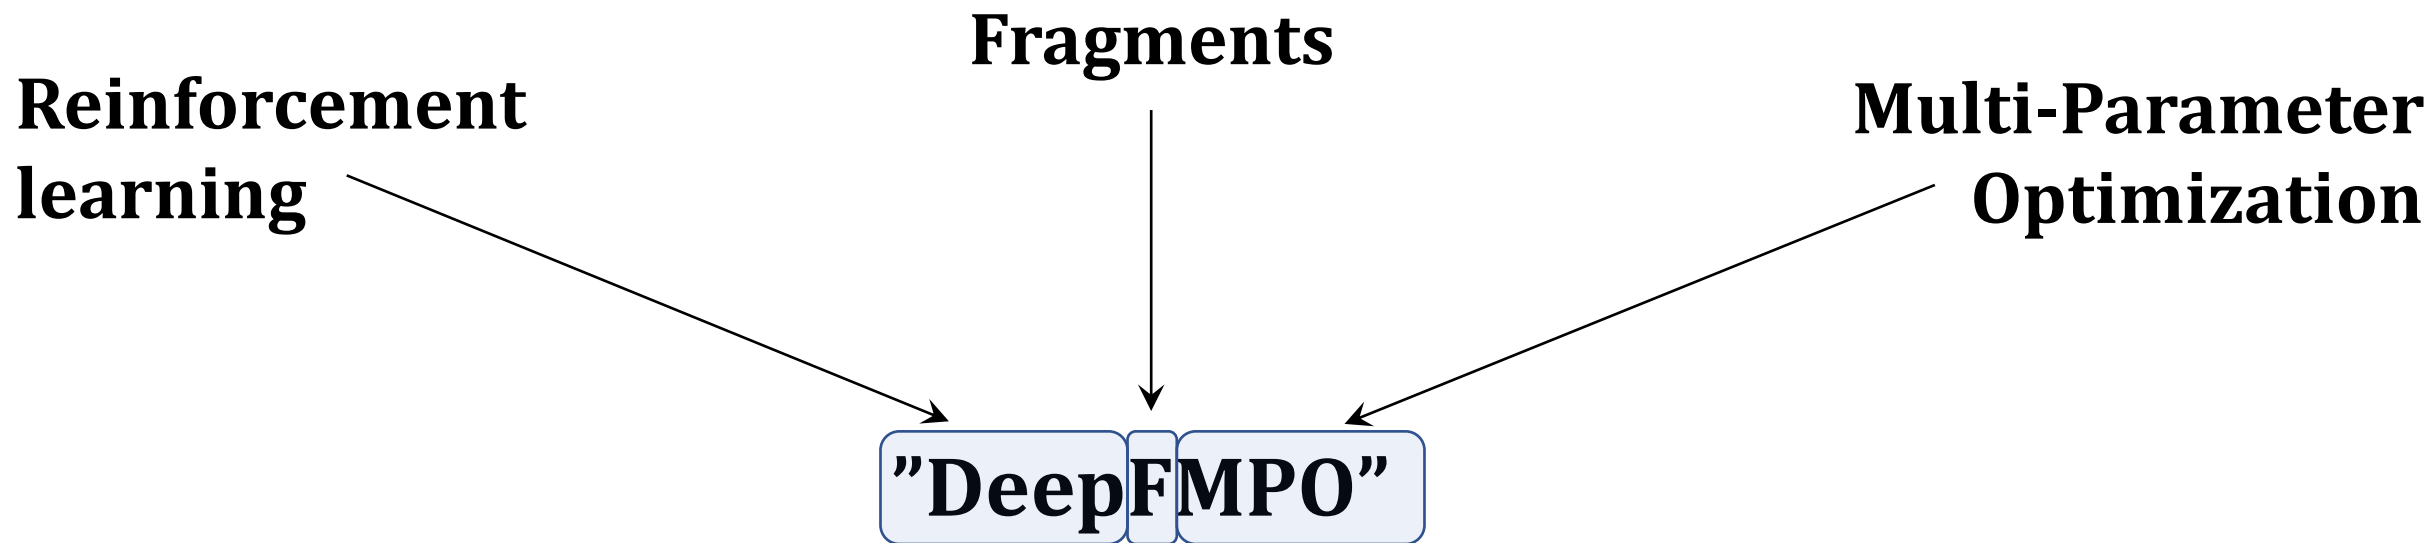 Fragments
Reinforcement
learning
Multi-Parameter
Optimization
”DeepFMPO”